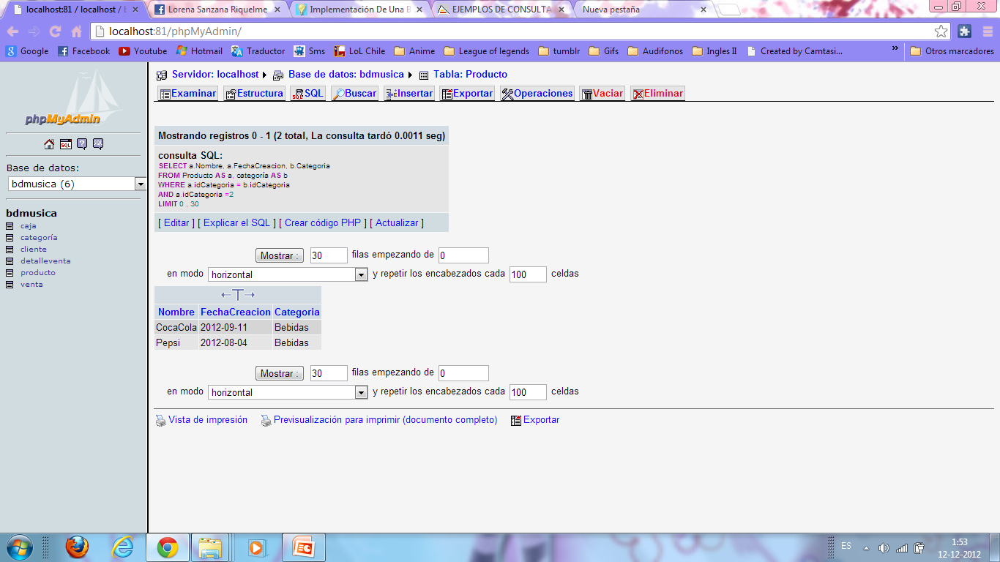 localhost:81 / localhost / b
Lorena Sanzana Riquelme
Implementación De Una B
EJEMPLOS DE CONSULTA
Nueva pestaña
localhost:81/phpMyAdmin/
Google Facebook Youtube Hotmail Traductor Sms LoL Chile Anime League of legends tumblr Gifs Audifonos Ingles II Created by Camtasi... » Otros marcadores
phpMyAdmin
SQL
SQL
Base de datos:
bdmusica (6)
bdmusica
caja
categoría
cliente
detalleventa
producto
venta
Servidor: localhost Base de datos: bdmusica Tabla: Producto
Examinar Estructura SQL Buscar Insertar Exportar Operaciones Vaciar Eliminar
Mostrando registros 0 - 1 (2 total, La consulta tardó 0.0011 seg)
consulta SQL:
SELECT a.Nombre, a.FechaCreacion, b.Categoria
FROM Producto AS a, categoría AS b
WHERE a.idCategoria = b.idCategoria
AND a.idCategoria =2
LIMIT 0 , 30
[ Editar ] [ Explicar el SQL ] [ Crear código PHP ] [ Actualizar ]
Mostrar : 30 filas empezando de 0
en modo horizontal y repetir los encabezados cada 100 celdas
←T→
Nombre FechaCreacion Categoria
CocaCola 2012-09-11 Bebidas
Pepsi 2012-08-04 Bebidas
Mostrar : 30 filas empezando de 0
en modo horizontal y repetir los encabezados cada 100 celdas
Vista de impresión Previsualización para imprimir (documento completo) Exportar
ES
1:53
12-12-2012